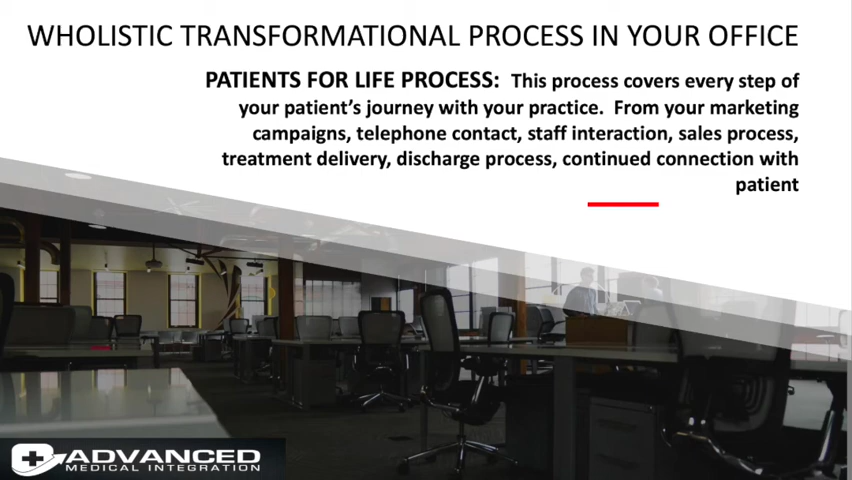 WHOLISTIC TRANSFORMATIONAL PROCESS IN YOUR OFFICE
PATIENTS FOR LIFE PROCESS: This process covers every step of
your patient's journey with your practice. From your marketing
campaigns, telephone contact, staff interaction, sales process,
treatment delivery, discharge process, continued connection with
patient
ADVANCED
MEDICAL INTEGRATION